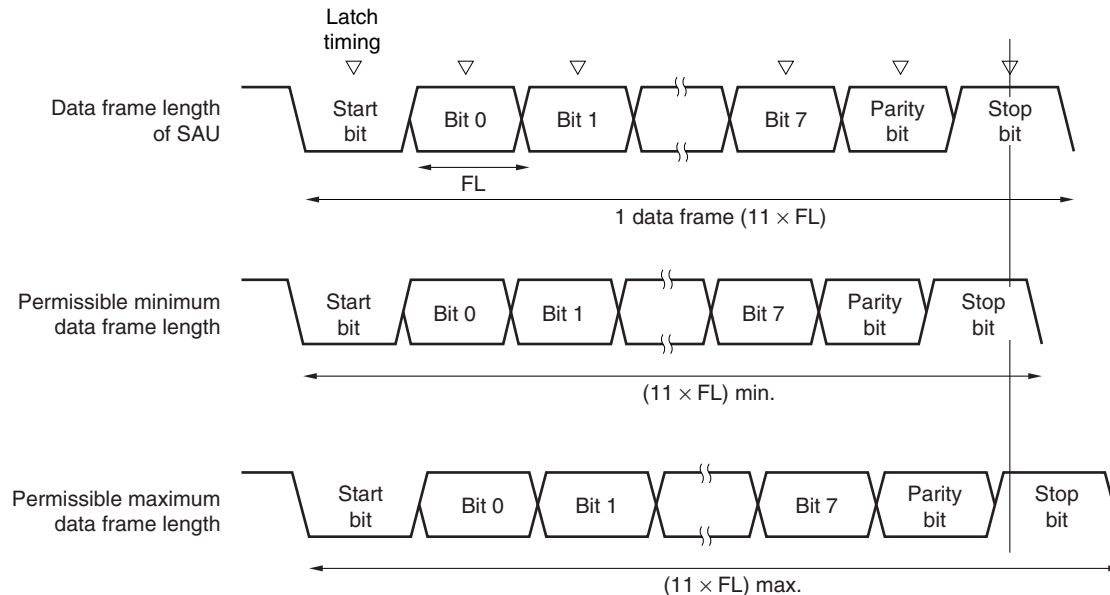 Latch
timing
Data frame length
of SAU
Start
bit
Bit 0
Bit 1
Bit 7
Parity
bit
Stop
bit
FL
1 data frame (11 × FL)
Permissible minimum
data frame length
Start
bit
Bit 0
Bit 1
Bit 7
Parity
bit
Stop
bit
(11 × FL) min.
Permissible maximum
data frame length
Start
bit
Bit 0
Bit 1
Bit 7
Parity
bit
Stop
bit
(11 × FL) max.